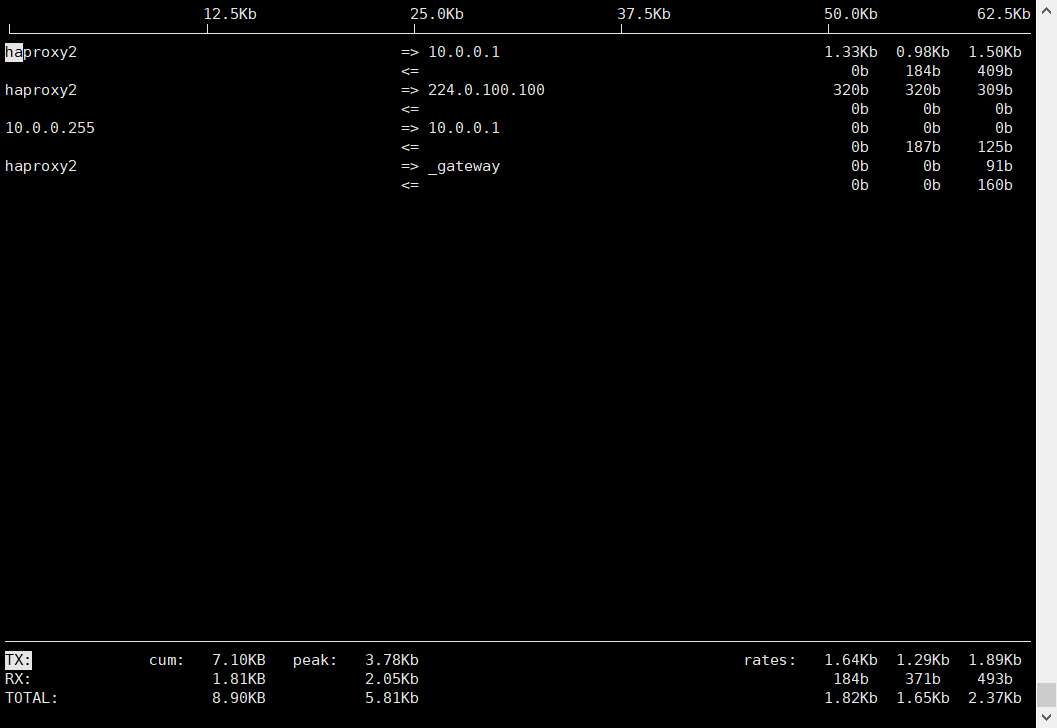 12.5Kb 25.0Kb 37.5Kb 50.0Kb 62.5Kb
haproxy2 => 10.0.0.1 1.33Kb 0.98Kb 1.50Kb
<= 0b 184b 409b
haproxy2 => 224.0.100.100 320b 320b 309b
<= 0b 0b 0b
10.0.0.255 => 10.0.0.1 0b 0b 0b
<= 0b 187b 125b
haproxy2 => _gateway 0b 0b 91b
<= 0b 0b 160b
TX: cum: 7.10KB peak: 3.78Kb rates: 1.64Kb 1.29Kb 1.89Kb
RX: 1.81KB 2.05Kb 184b 371b 493b
TOTAL: 8.90KB 5.81Kb 1.82Kb 1.65Kb 2.37Kb